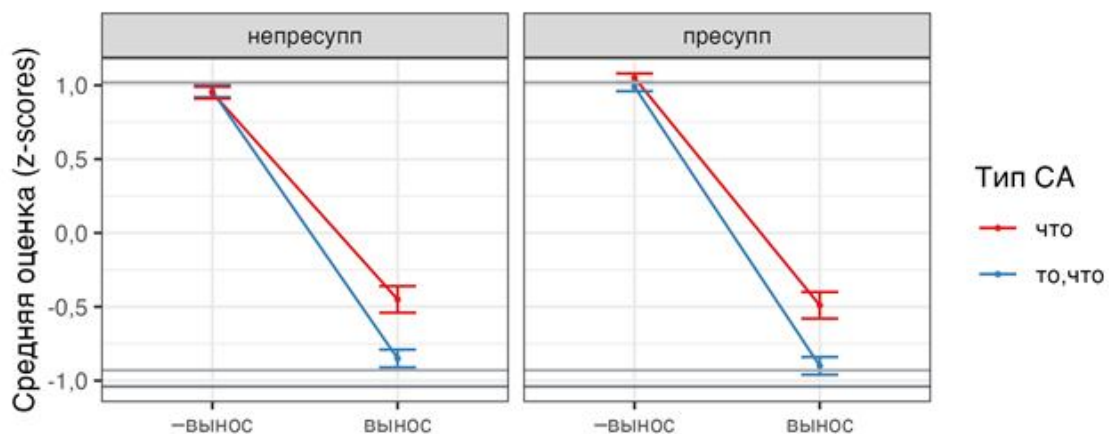 непресупп
пресупп
Средняя оценка (z-scores)
1,0
0,5
0,0
-0,5
-1,0
−вынос
вынос
−вынос
вынос
Тип СА
что
то,что